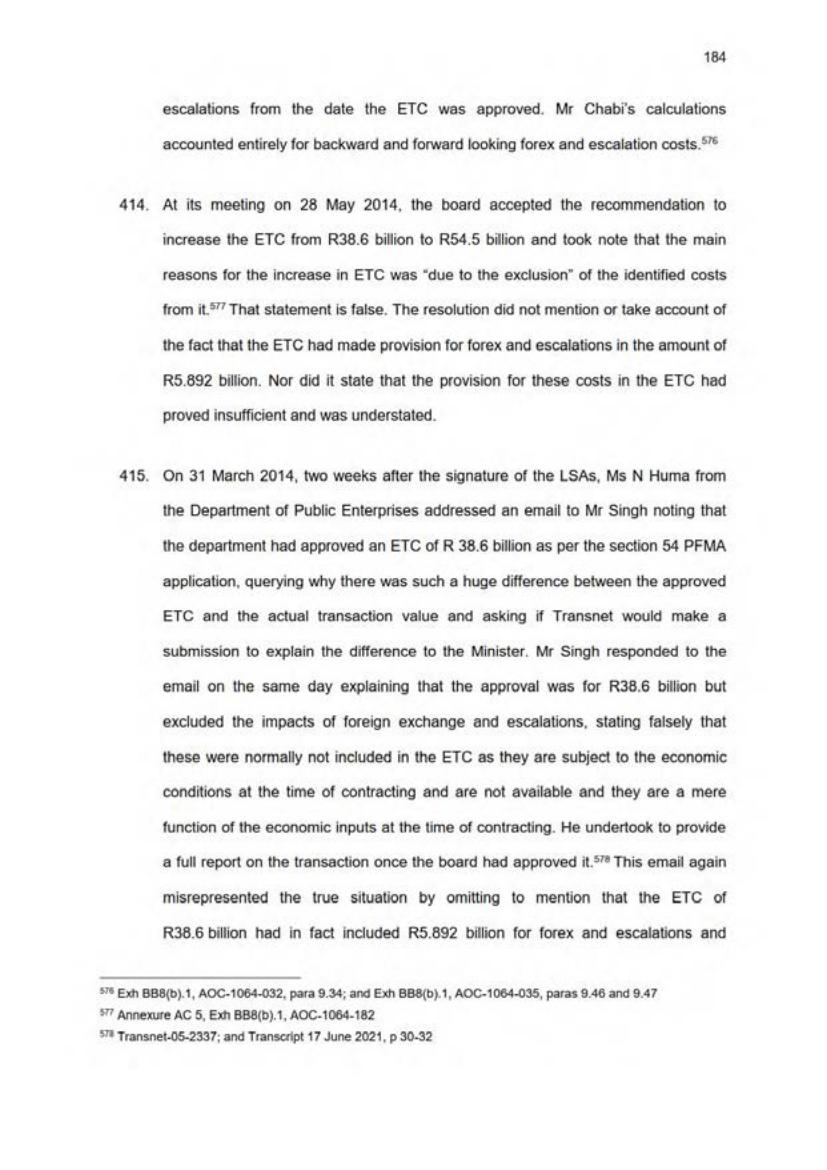 184
escalations from the date the ETC was approved. Mr Chabi's calculations
accounted entirely for backward and forward looking forex and escalation costs.576
414. At its meeting on 28 May 2014, the board accepted the recommendation to
increase the ETC from R38.6 billion to R54.5 billion and took note that the main
reasons for the increase in ETC was “due to the exclusion” of the identified costs
from it.577 That statement is false. The resolution did not mention or take account of
the fact that the ETC had made provision for forex and escalations in the amount of
R5.892 billion. Nor did it state that the provision for these costs in the ETC had
proved insufficient and was understated.
415. On 31 March 2014, two weeks after the signature of the LSAs, Ms N Huma from
the Department of Public Enterprises addressed an email to Mr Singh noting that
the department had approved an ETC of R 38.6 billion as per the section 54 PFMA
application, querying why there was such a huge difference between the approved
ETC and the actual transaction value and asking if Transnet would make a
submission to explain the difference to the Minister. Mr Singh responded to the
email on the same day explaining that the approval was for R38.6 billion but
excluded the impacts of foreign exchange and escalations, stating falsely that
these were normally not included in the ETC as they are subject to the economic
conditions at the time of contracting and are not available and they are a mere
function of the economic inputs at the time of contracting. He undertook to provide
a full report on the transaction once the board had approved it.578 This email again
misrepresented the true situation by omitting to mention that the ETC of
R38.6 billion had in fact included R5.892 billion for forex and escalations and
576 Exh BB8(b).1, AOC-1064-032, para 9.34; and Exh BB8(b).1, AOC-1064-035, paras 9.46 and 9.47
577 Annexure AC 5, Exh BB8(b).1, AOC-1064-182
578 Transnet-05-2337; and Transcript 17 June 2021, p 30-32